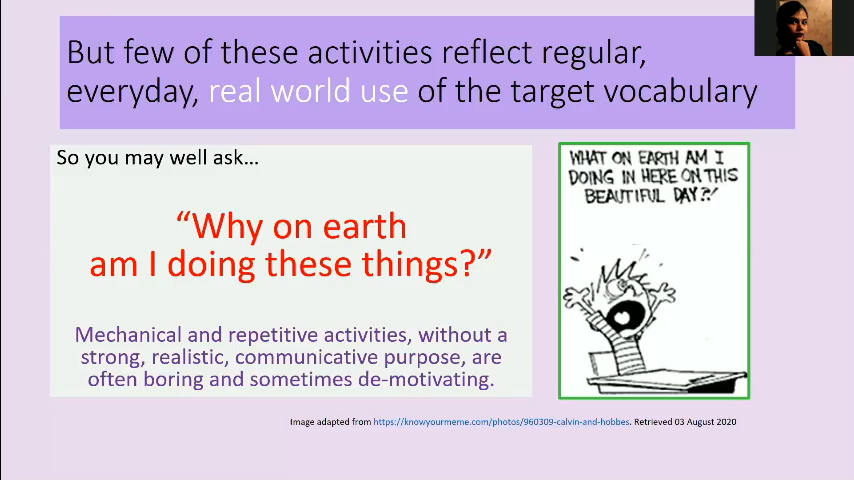 But few of these activities reflect regular,
everyday, real world use of the target vocabulary
So you may well ask...
“Why on earth
am I doing these things?”
Mechanical and repetitive activities, without a
strong, realistic, communicative purpose, are
often boring and sometimes de-motivating.
WHAT ON EARTH AM I
DOING IN HERE ON THIS
BEAUTIFUL DAY?!
Image adapted from https://knowyourmeme.com/photos/960309-calvin-and-hobbes. Retrieved 03 August 2020